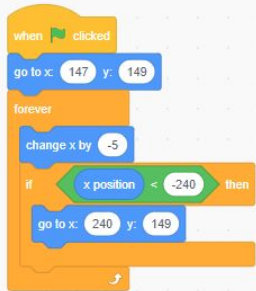 when clicked
go to x: 147 y: 149
forever
change x by -5
if x position < -240 then
go to x: 240 y: 149